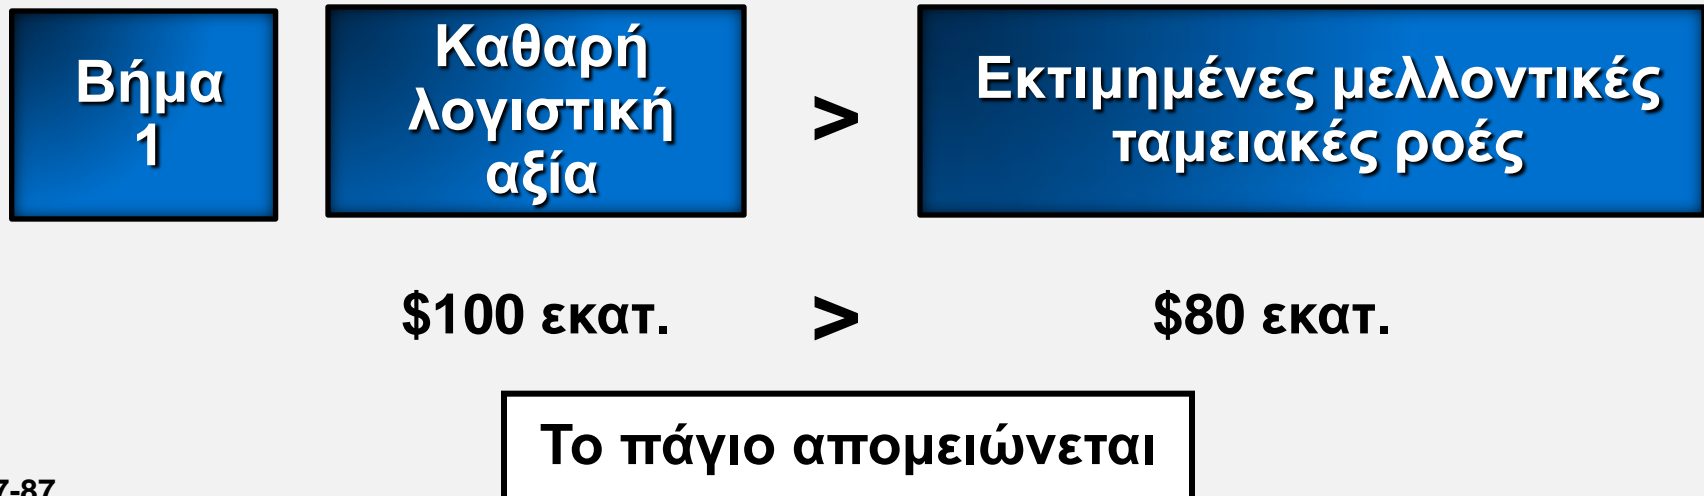 Βήμα
1
Καθαρή
λογιστική
αξία
>
Εκτιμημένες μελλοντικές
ταμειακές ροές
$100 εκατ. > $80 εκατ.
Το πάγιο απομειώνεται
7-87